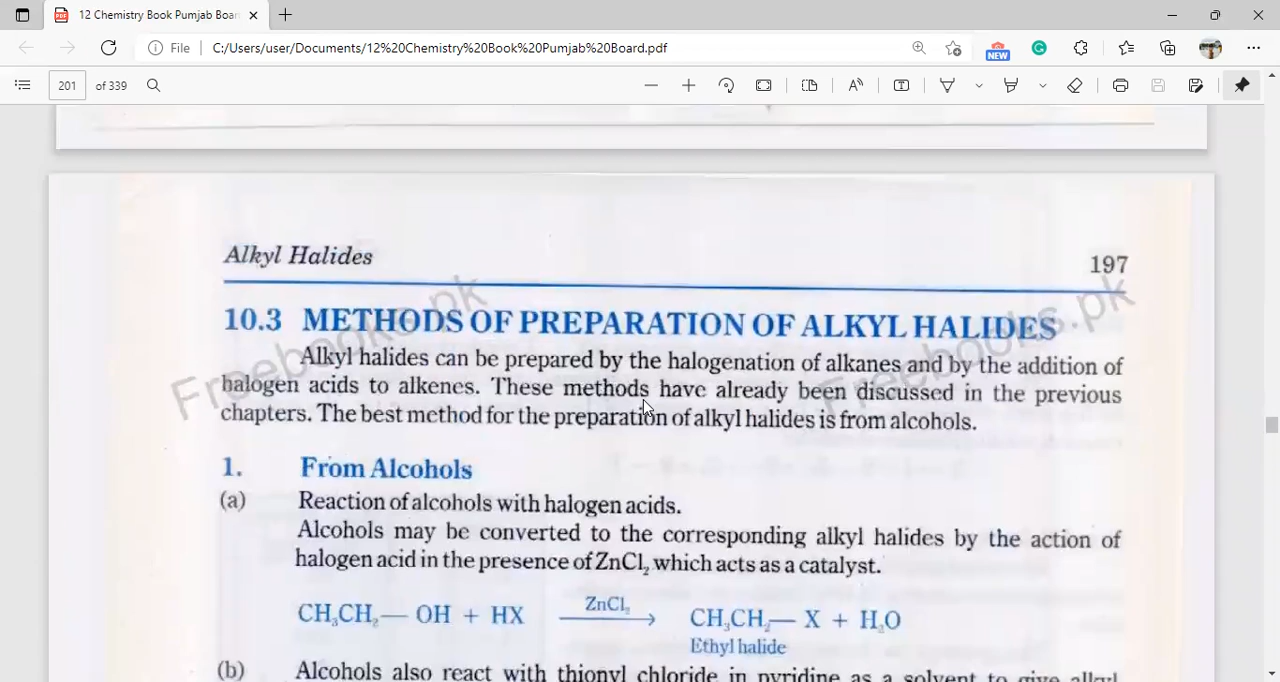 12 Chemistry Book Pumjab Boar
File
C:/Users/user/Documents/12%20Chemistry%20Book%20Pumjab%20Board.pdf
NEW
201 of 339
Alkyl Halides
197
10.3 METHODS OF PREPARATION OF ALKYL HALIDES
Alkyl halides can be prepared by the halogenation of alkanes and by the addition of
halogen acids to alkenes. These methods have already been discussed in the previous
chapters. The best method for the preparation of alkyl halides is from alcohols.
Freebooks.pk
Freebooks.pk
1. From Alcohols
(a) Reaction of alcohols with halogen acids.
Alcohols may be converted to the corresponding alkyl halides by the action of
halogen acid in the presence of ZnCl₂ which acts as a catalyst.
ZnCl₂
CH₃CH₂— OH + HX ⟶ CH₃CH₂— X + H₂O
Ethyl halide
(b) Alcohols also react with thionyl chloride in pyridine as a solvent to give alkyl